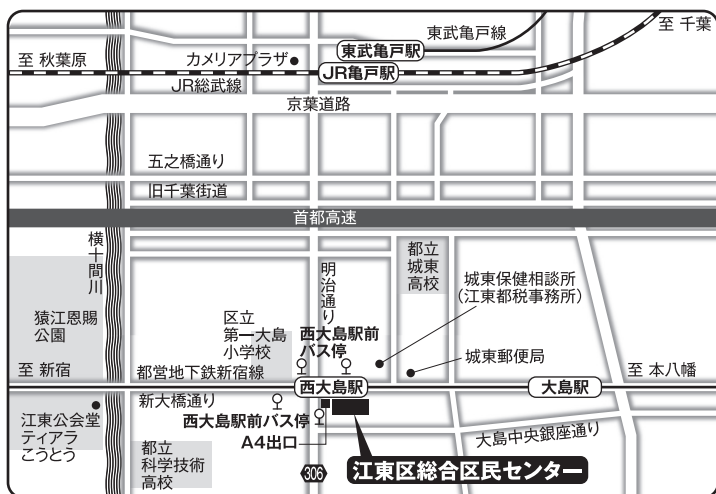 東武亀戸線
至 千葉
東武亀戸駅
至 秋葉原
カメリアプラザ
JR亀戸駅
JR総武線
京葉道路
五之橋通り
旧千葉街道
首都高速
横十間川
明治通り
都立
城東
高校
城東保健相談所
(江東都税事務所)
猿江恩賜
公園
区立
第一大島
小学校
西大島駅前
バス停
城東郵便局
至 新宿
都営地下鉄新宿線
西大島駅
大島駅
至 本八幡
新大橋通り
西大島駅前バス停
A4出口
大島中央銀座通り
江東公会堂
ティアラ
こうとう
都立
科学技術
高校
306
江東区総合区民センター